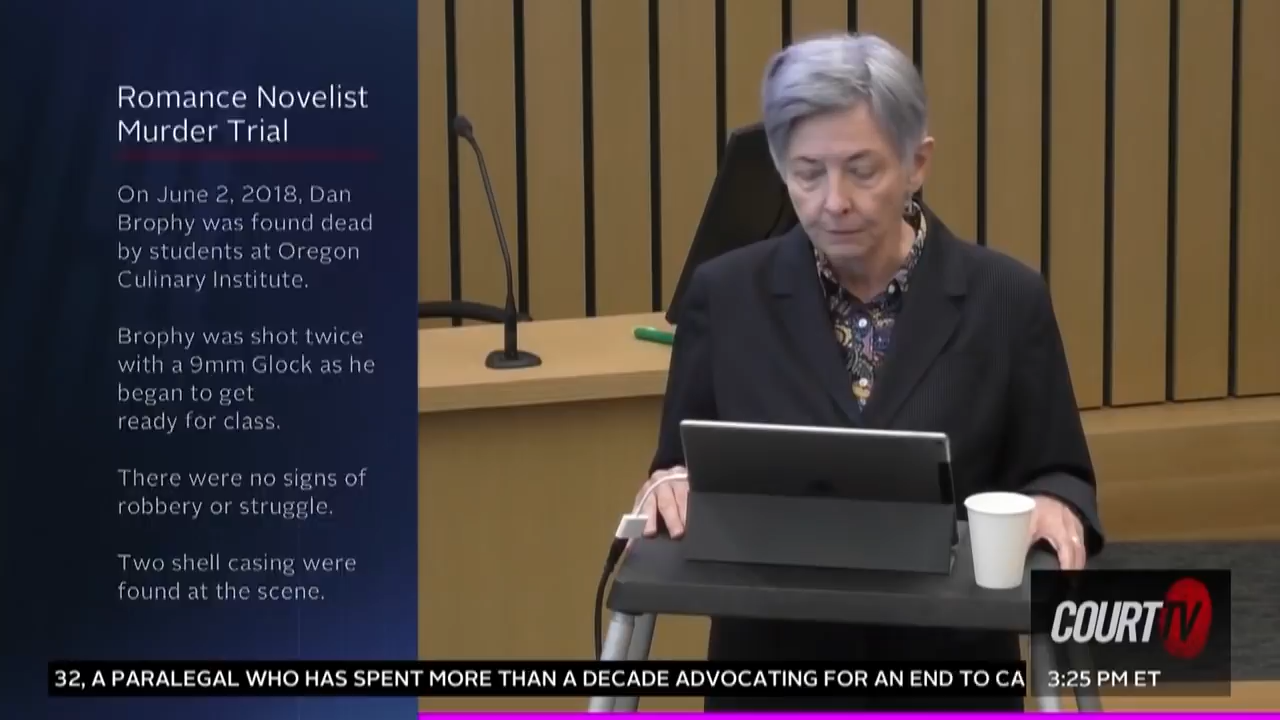 Romance Novelist
Murder Trial
On June 2, 2018, Dan
Brophy was found dead
by students at Oregon
Culinary Institute.
Brophy was shot twice
with a 9mm Glock as he
began to get
ready for class.
There were no signs of
robbery or struggle.
Two shell casing were
found at the scene.
COURT TV
32, A PARALEGAL WHO HAS SPENT MORE THAN A DECADE ADVOCATING FOR AN END TO CA
3:25 PM ET